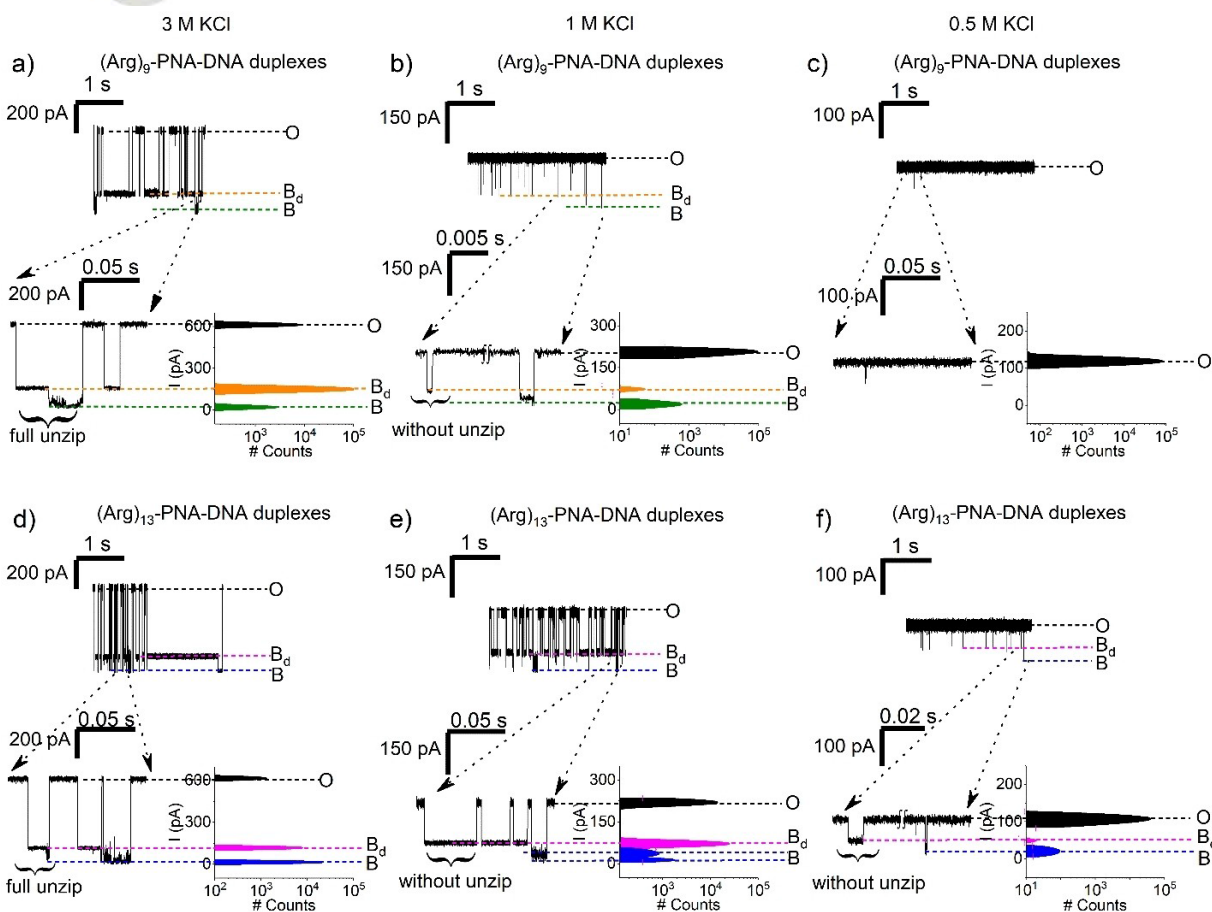 3 M KCl
1 M KCl
0.5 M KCl
a)
(Arg)9-PNA-DNA duplexes
1 s
200 pA
O
Bd
B
0.05 s
200 pA
600
300
0
I (pA)
O
Bd
B
full unzip
10^3
10^4
10^5
# Counts
b)
(Arg)9-PNA-DNA duplexes
1 s
150 pA
O
Bd
B
0.005 s
150 pA
300
150
0
I (pA)
O
Bd
B
without unzip
10^1
10^3
10^5
# Counts
c)
(Arg)9-PNA-DNA duplexes
1 s
100 pA
O
0.05 s
100 pA
200
100
0
I (pA)
O
10^2
10^3
10^4
10^5
# Counts
d)
(Arg)13-PNA-DNA duplexes
1 s
200 pA
O
Bd
B
0.05 s
200 pA
600
300
0
I (pA)
O
Bd
B
full unzip
10^2
10^3
10^4
10^5
# Counts
e)
(Arg)13-PNA-DNA duplexes
1 s
150 pA
O
Bd
B
0.05 s
150 pA
300
150
0
I (pA)
O
Bd
B
without unzip
10^3
10^4
10^5
# Counts
f)
(Arg)13-PNA-DNA duplexes
1 s
100 pA
O
Bd
B
0.02 s
100 pA
200
100
0
I (pA)
O
B
B
without unzip
10^1
10^3
10^5
# Counts